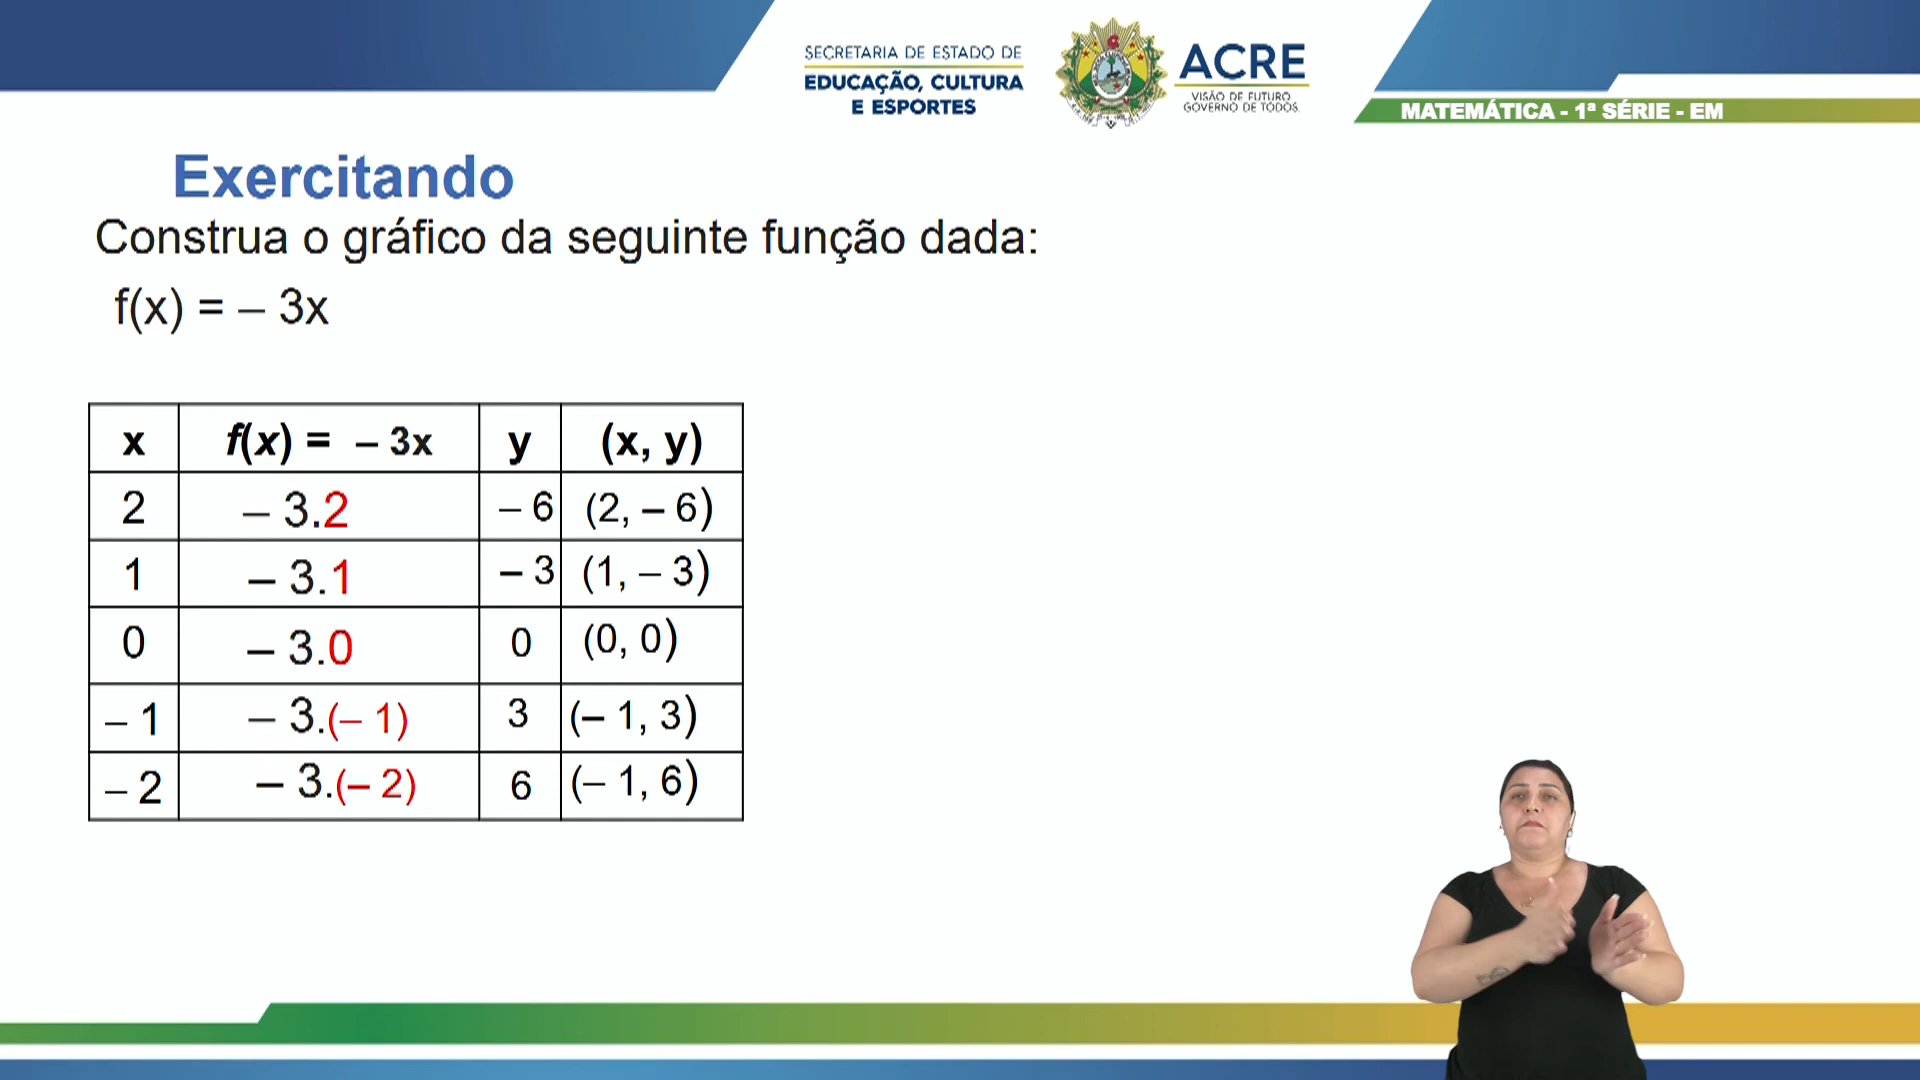 SECRETARIA DE ESTADO DE
EDUCAÇÃO, CULTURA
E ESPORTES
ACRE
VISÃO DE FUTURO.
GOVERNO DE TODOS.
MATEMÁTICA - 1ª SÉRIE - EM
Exercitando
Construa o gráfico da seguinte função dada:
f(x) = – 3x
x f(x) = – 3x y (x, y)
2 – 3.2 – 6 (2, – 6)
1 – 3.1 – 3 (1, – 3)
0 – 3.0 0 (0, 0)
– 1 – 3.(– 1) 3 (– 1, 3)
– 2 – 3.(– 2) 6 (– 1, 6)